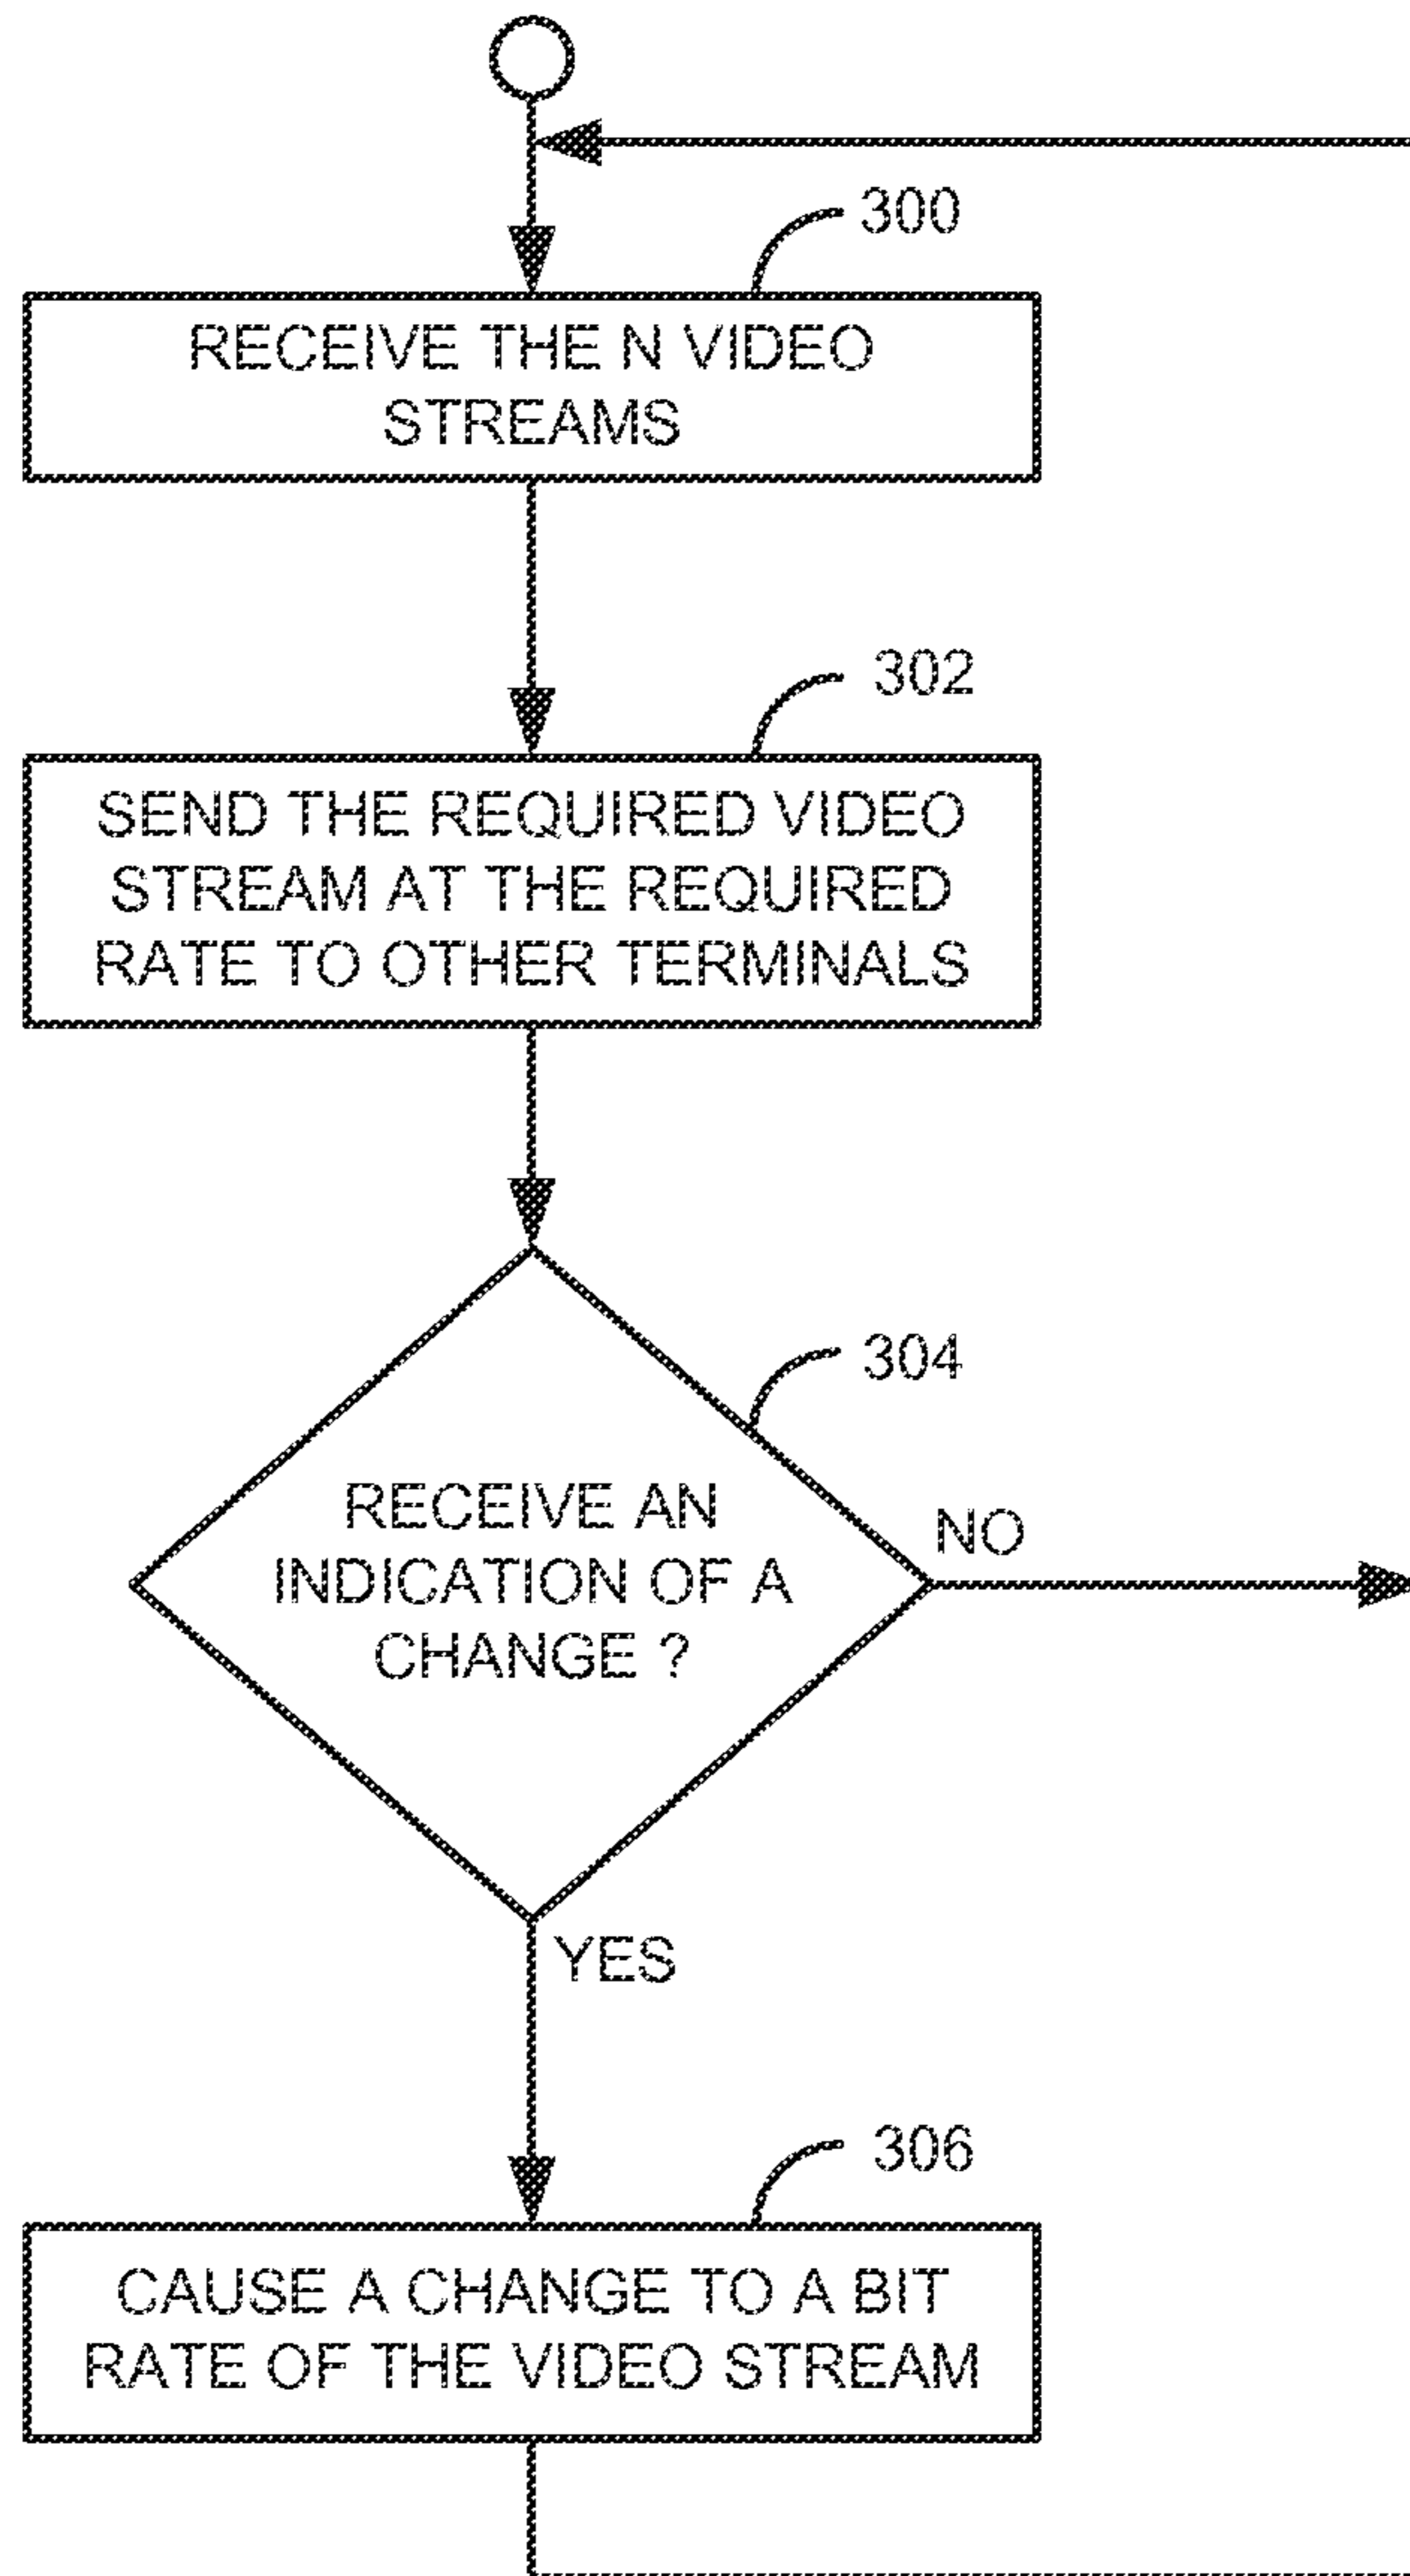 300
RECEIVE THE N VIDEO
STREAMS
302
SEND THE REQUIRED VIDEO
STREAM AT THE REQUIRED
RATE TO OTHER TERMINALS
304
RECEIVE AN
INDICATION OF A
CHANGE ?
NO
YES
306
CAUSE A CHANGE TO A BIT
RATE OF THE VIDEO STREAM